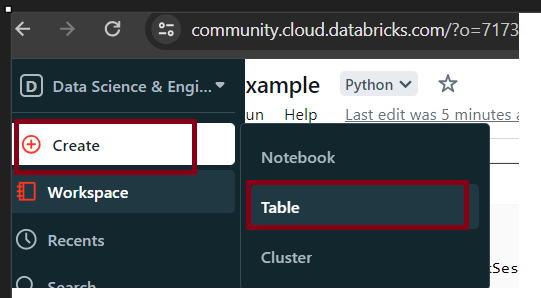 community.cloud.databricks.com/?o=7173
D Data Science & Engi...
xample Python
un Help Last edit was 5 minutes a
Create
Notebook
Workspace
Table
Recents
Cluster
tSes
Search